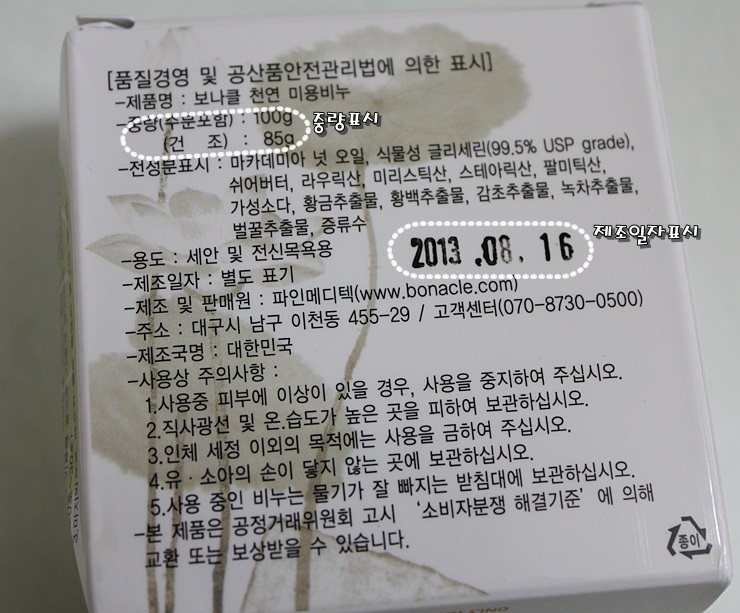 [품질경영 및 공산품안전관리법에 의한 표시]
-제품명 : 보나클 천연 미용비누
-중량(수분포함) : 100g
중량표시
(건 조) : 85g
-전성분표시 : 마카데미아 넛 오일, 식물성 글리세린(99.5% USP grade),
쉬어버터, 라우릭산, 미리스틱산, 스테아릭산, 팔미틱산,
가성소다, 황금추출물, 황백추출물, 감초추출물, 녹차추출물,
벌꿀추출물, 증류수
제조일자표시
2013 .08. 16
-용도 : 세안 및 전신목욕용
-제조일자 : 별도 표기
-제조 및 판매원 : 파인메디텍(www.bonacle.com)
-주소 : 대구시 남구 이천동 455-29 / 고객센터(070-8730-0500)
-제조국명 : 대한민국
-사용상 주의사항 :
1.사용중 피부에 이상이 있을 경우, 사용을 중지하여 주십시오.
2.직사광선 및 온.습도가 높은 곳을 피하여 보관하십시오.
3.인체 세정 이외의 목적에는 사용을 금하여 주십시오.
4.유ㆍ소아의 손이 닿지 않는 곳에 보관하십시오.
5.사용 중인 비누는 물기가 잘 빠지는 받침대에 보관하십시오.
-본 제품은 공정거래위원회 고시 ‘소비자분쟁 해결기준’에 의해
교환 또는 보상받을 수 있습니다.
종이